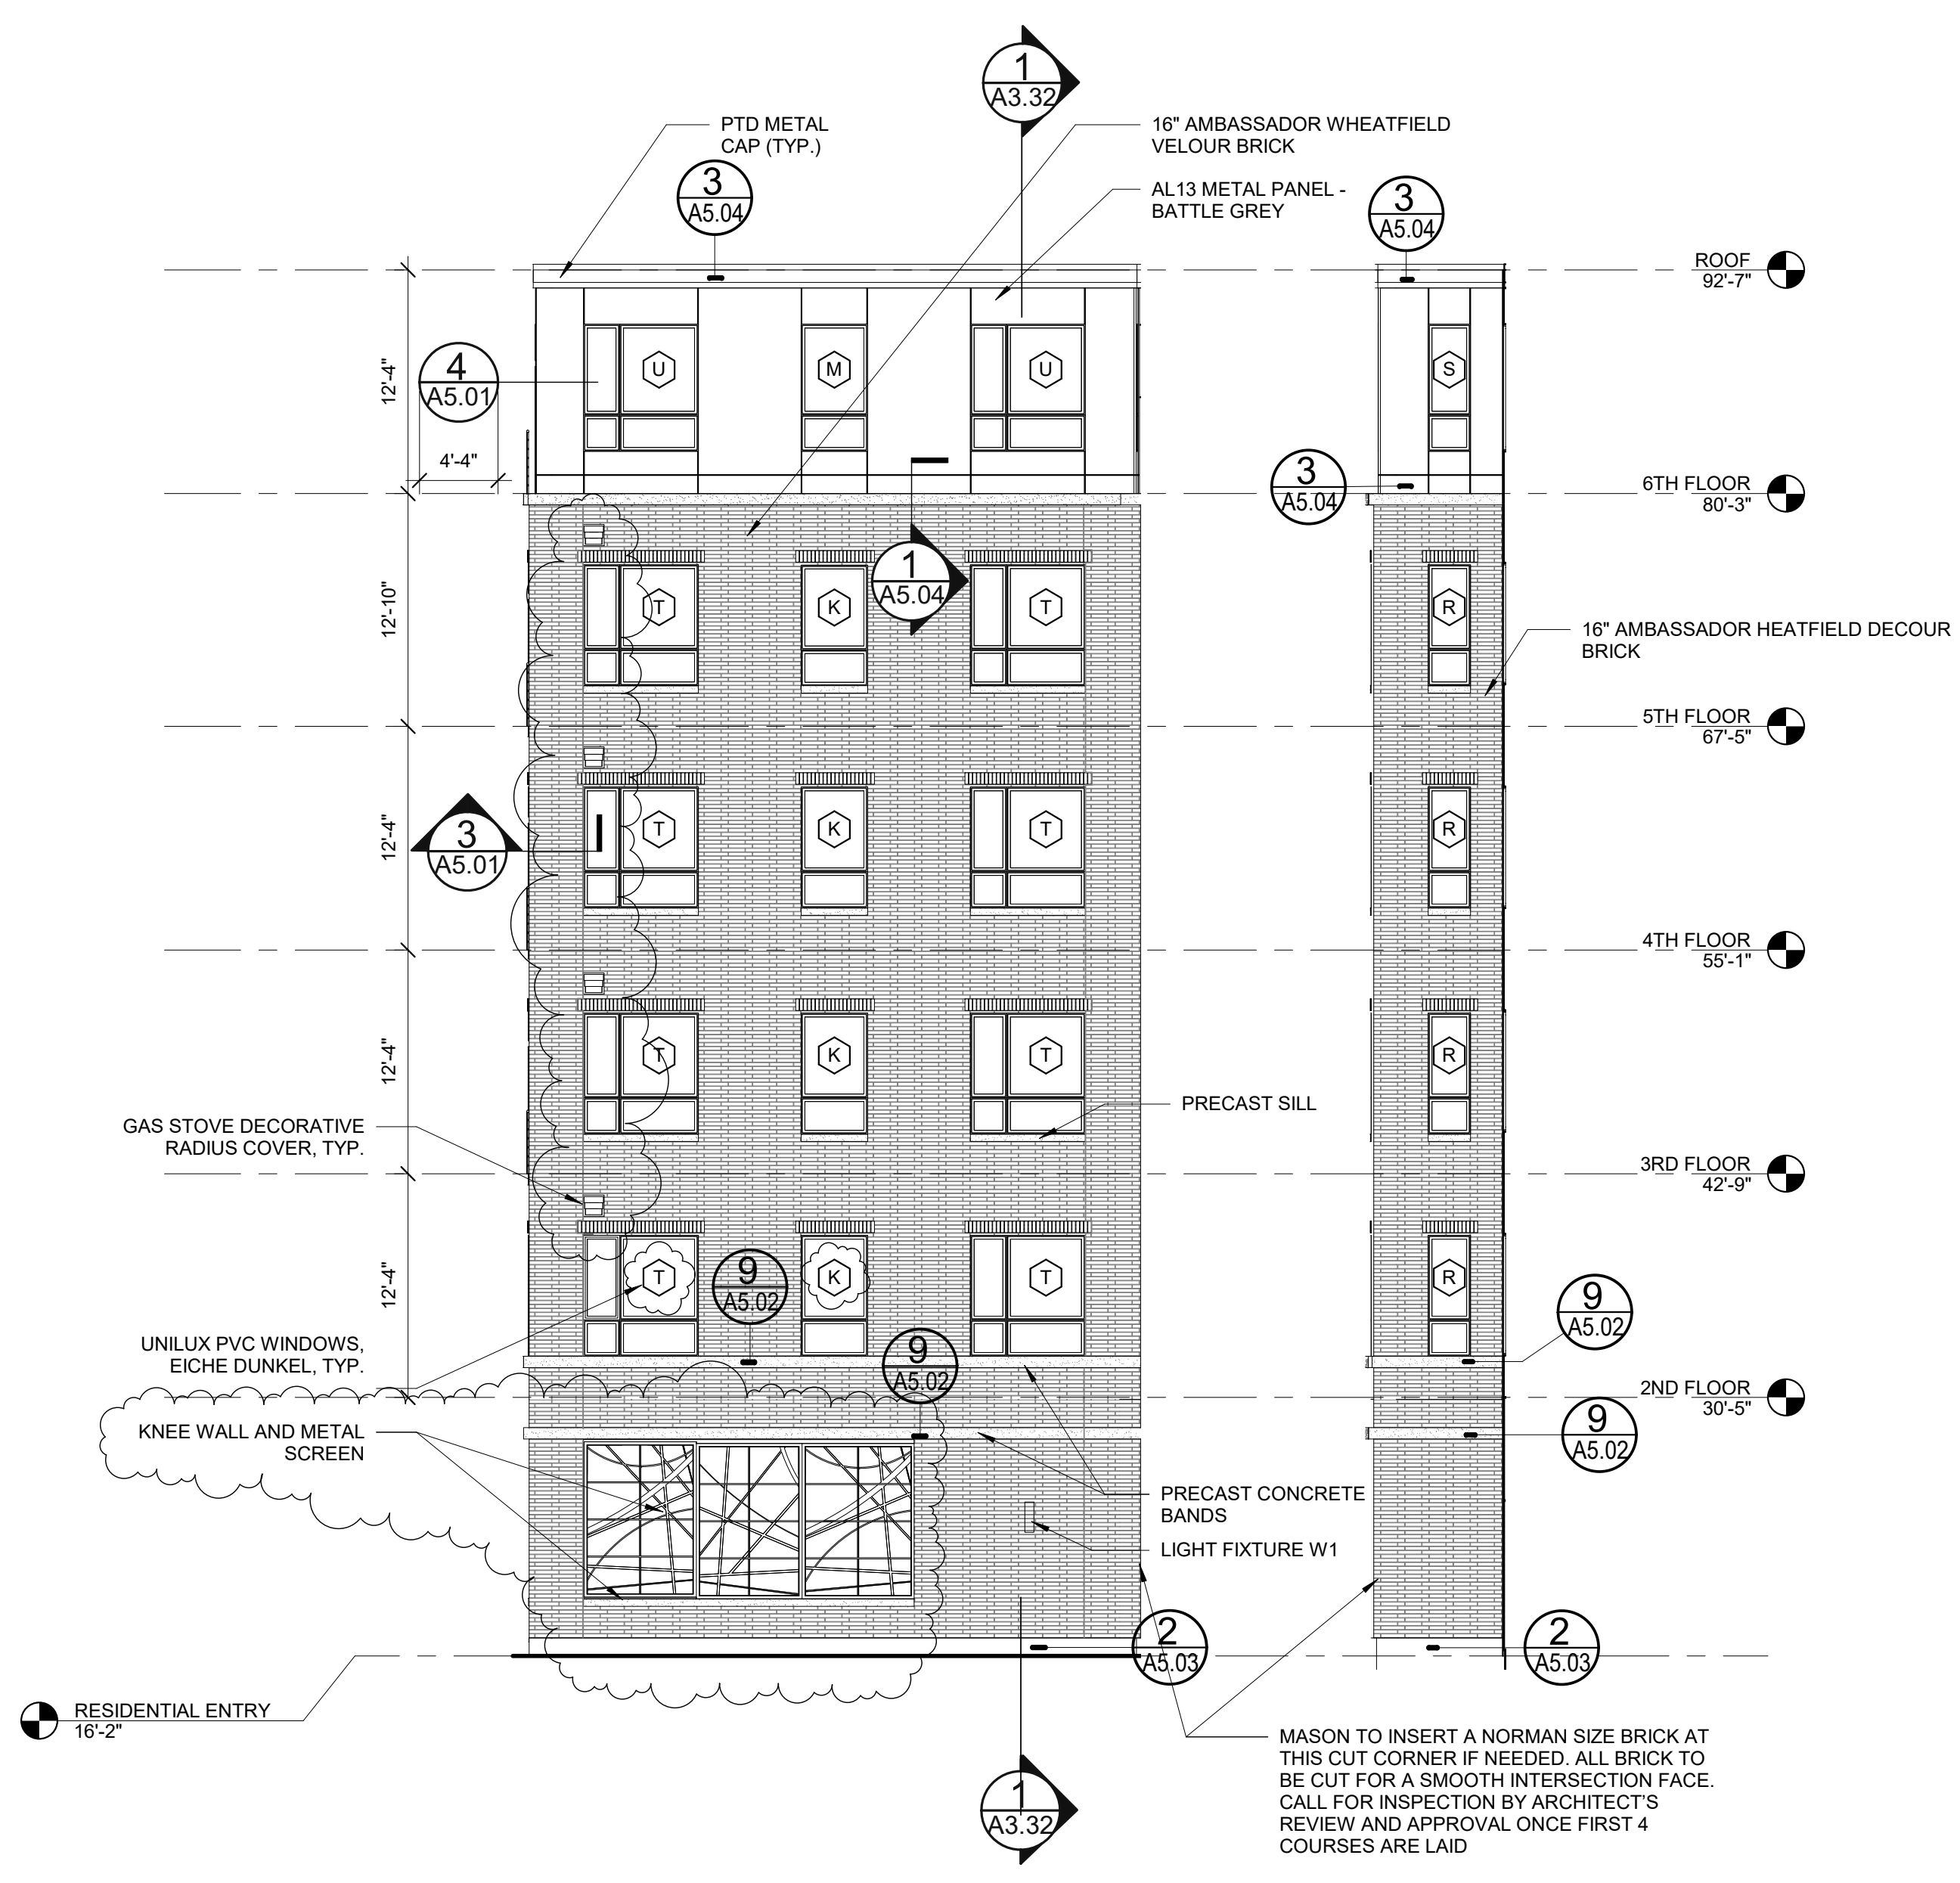 1
A3.32
PTD METAL
CAP (TYP.)
16" AMBASSADOR WHEATFIELD
VELOUR BRICK
3
A5.04
AL13 METAL PANEL -
BATTLE GREY
3
A5.04
ROOF
92'-7"
12'-4"
4
A5.01
4'-4"
U
M
U
S
3
A5.04
6TH FLOOR
80'-3"
12'-10"
T
K
1
A5.04
T
R
16" AMBASSADOR HEATFIELD DECOUR
BRICK
5TH FLOOR
67'-5"
12'-4"
3
A5.01
T
K
T
R
4TH FLOOR
55'-1"
12'-4"
T
K
T
R
PRECAST SILL
GAS STOVE DECORATIVE
RADIUS COVER, TYP.
3RD FLOOR
42'-9"
12'-4"
T
K
T
R
9
A5.02
9
A5.02
9
A5.02
UNILUX PVC WINDOWS,
EICHE DUNKEL, TYP.
2ND FLOOR
30'-5"
9
A5.02
KNEE WALL AND METAL
SCREEN
PRECAST CONCRETE
BANDS
LIGHT FIXTURE W1
2
A5.03
2
A5.03
RESIDENTIAL ENTRY
16'-2"
MASON TO INSERT A NORMAN SIZE BRICK AT
THIS CUT CORNER IF NEEDED. ALL BRICK TO
BE CUT FOR A SMOOTH INTERSECTION FACE.
CALL FOR INSPECTION BY ARCHITECT'S
REVIEW AND APPROVAL ONCE FIRST 4
COURSES ARE LAID
1
A3.32